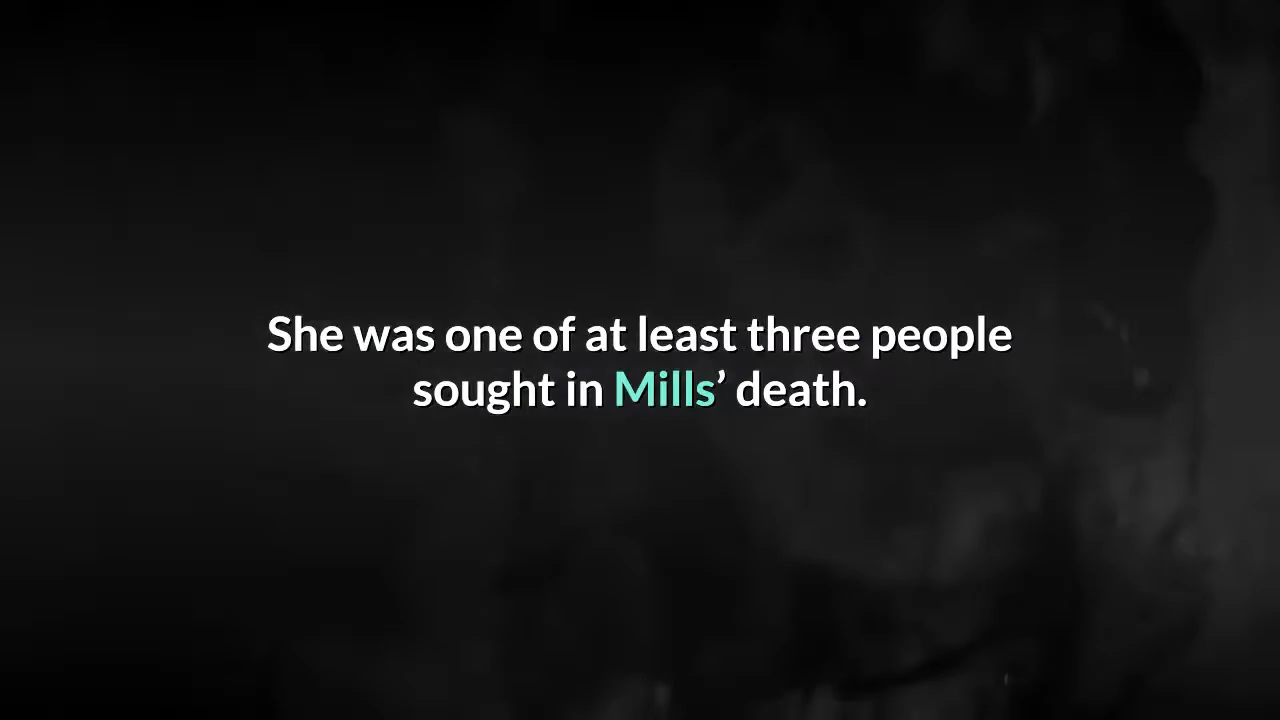 She was one of at least three people
sought in Mills’ death.